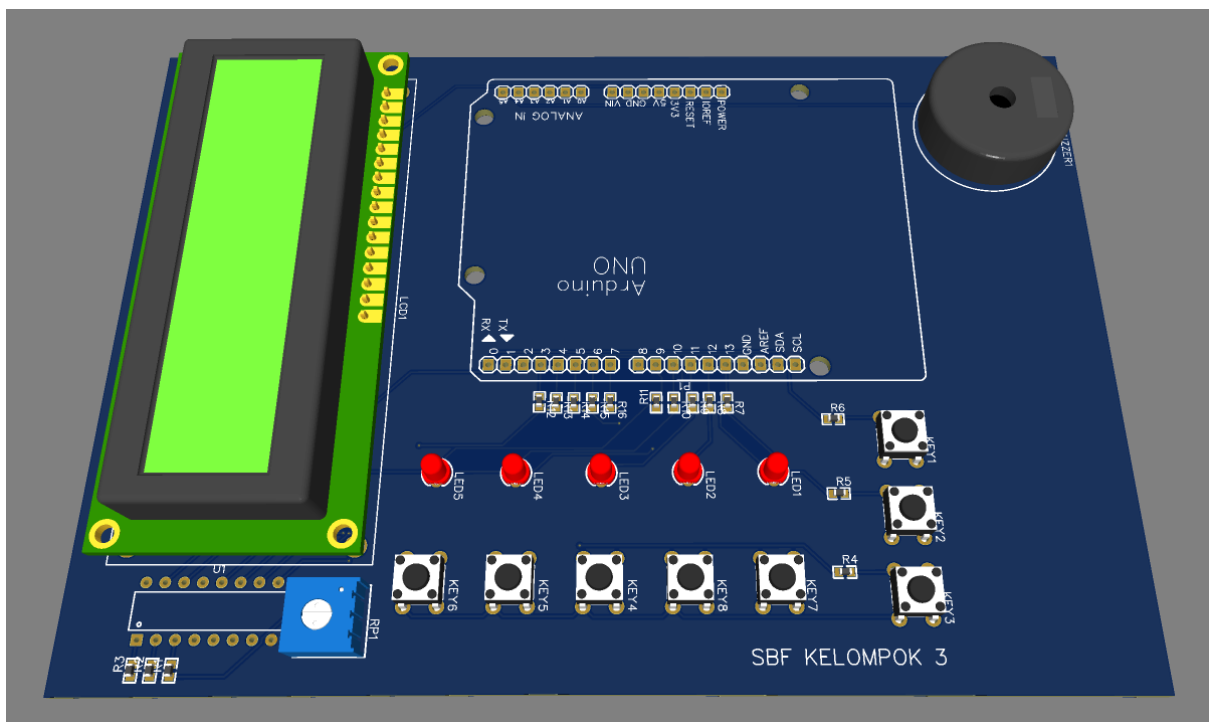 A5 A4 A3 A2 A1 A0
VIN GND 5V 3V3 RESET IOREF POWER
ANALOG IN
UZZER1
Arduino
UNO
LCD1
RX TX
0 1 2 3 4 5 6 7 8 9 10 11 12 13 GND AREF SDA SCL
R16 R11 R7
R6
KEY1
LED5 LED4 LED3 LED2 LED1
R5
KEY2
U1
R4
KEY6 KEY5 KEY4 KEY8 KEY7
KEY3
RP1
R3
SBF KELOMPOK 3